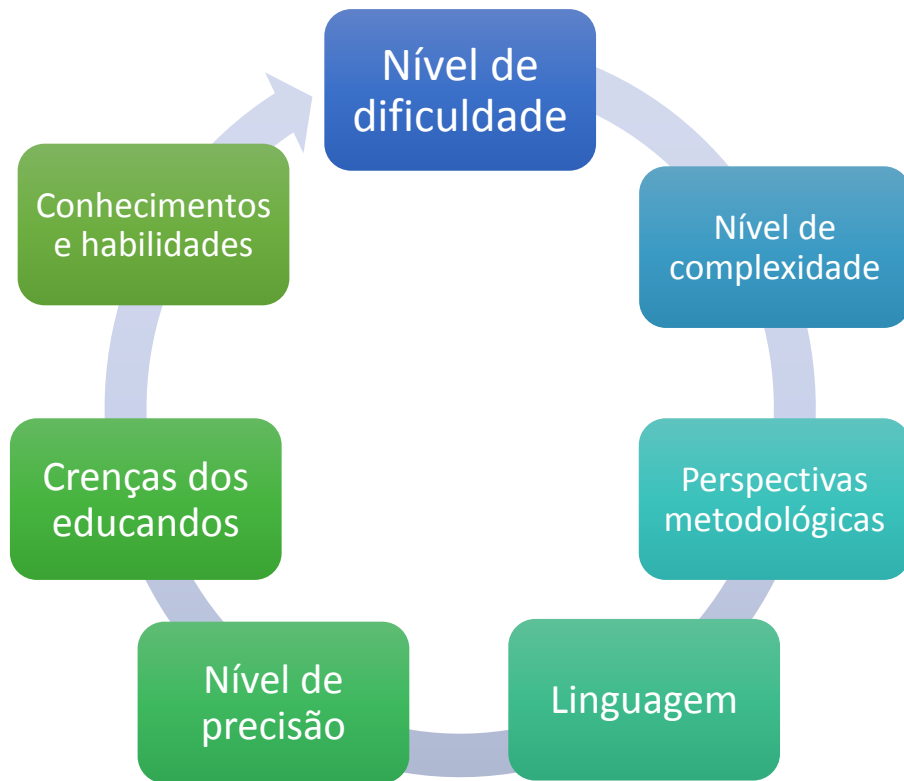 Nível de
dificuldade
Nível de
complexidade
Perspectivas
metodológicas
Linguagem
Nível de
precisão
Crenças dos
educandos
Conhecimentos
e habilidades